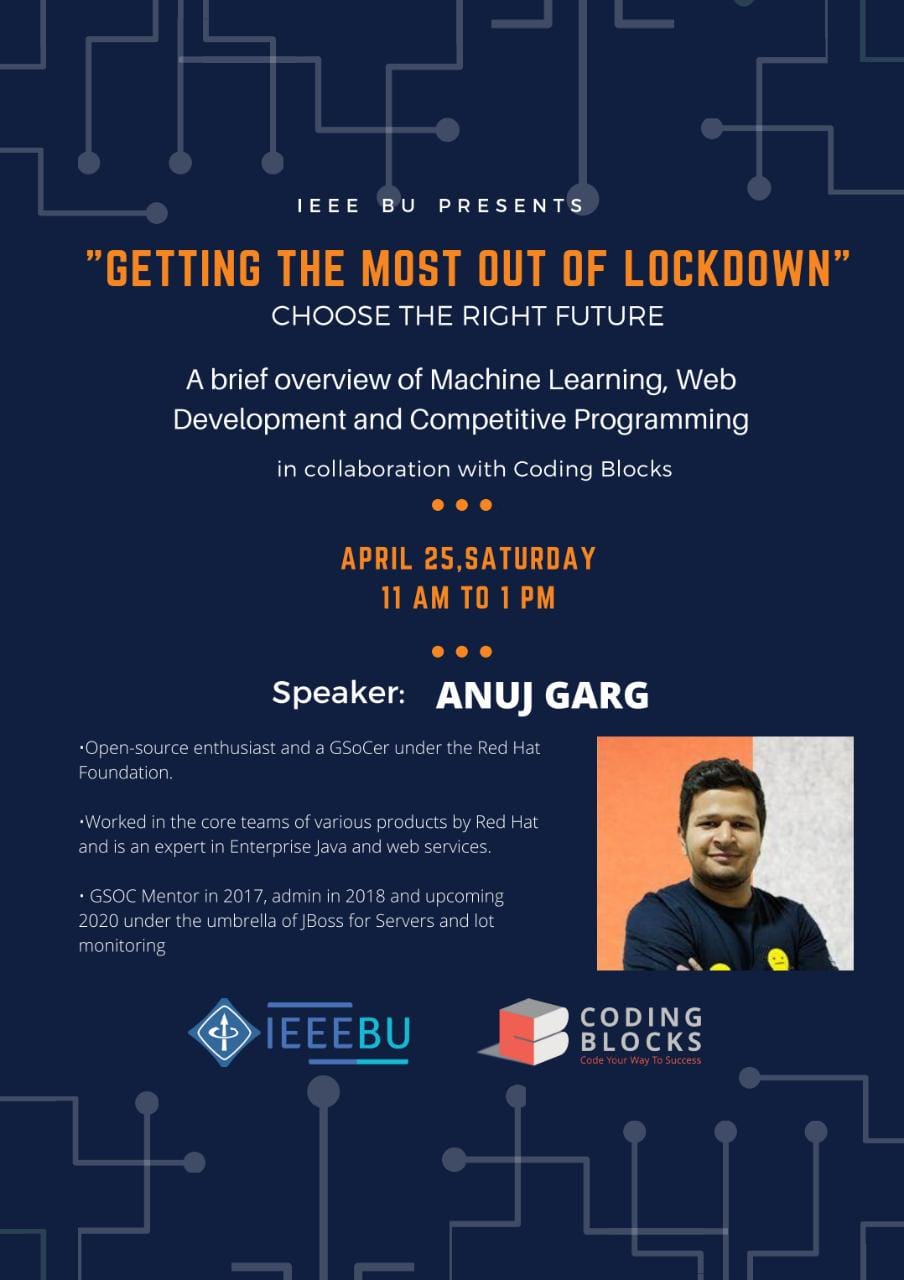 IEEE BU PRESENTS
"GETTING THE MOST OUT OF LOCKDOWN"
CHOOSE THE RIGHT FUTURE
A brief overview of Machine Learning, Web
Development and Competitive Programming
in collaboration with Coding Blocks
APRIL 25,SATURDAY
11 AM TO 1 PM
Speaker: ANUJ GARG
•Open-source enthusiast and a GSoCer under the Red Hat
Foundation.
•Worked in the core teams of various products by Red Hat
and is an expert in Enterprise Java and web services.
• GSOC Mentor in 2017, admin in 2018 and upcoming
2020 under the umbrella of JBoss for Servers and Iot
monitoring
IEEEBU
CODING
BLOCKS
Code Your Way To Success